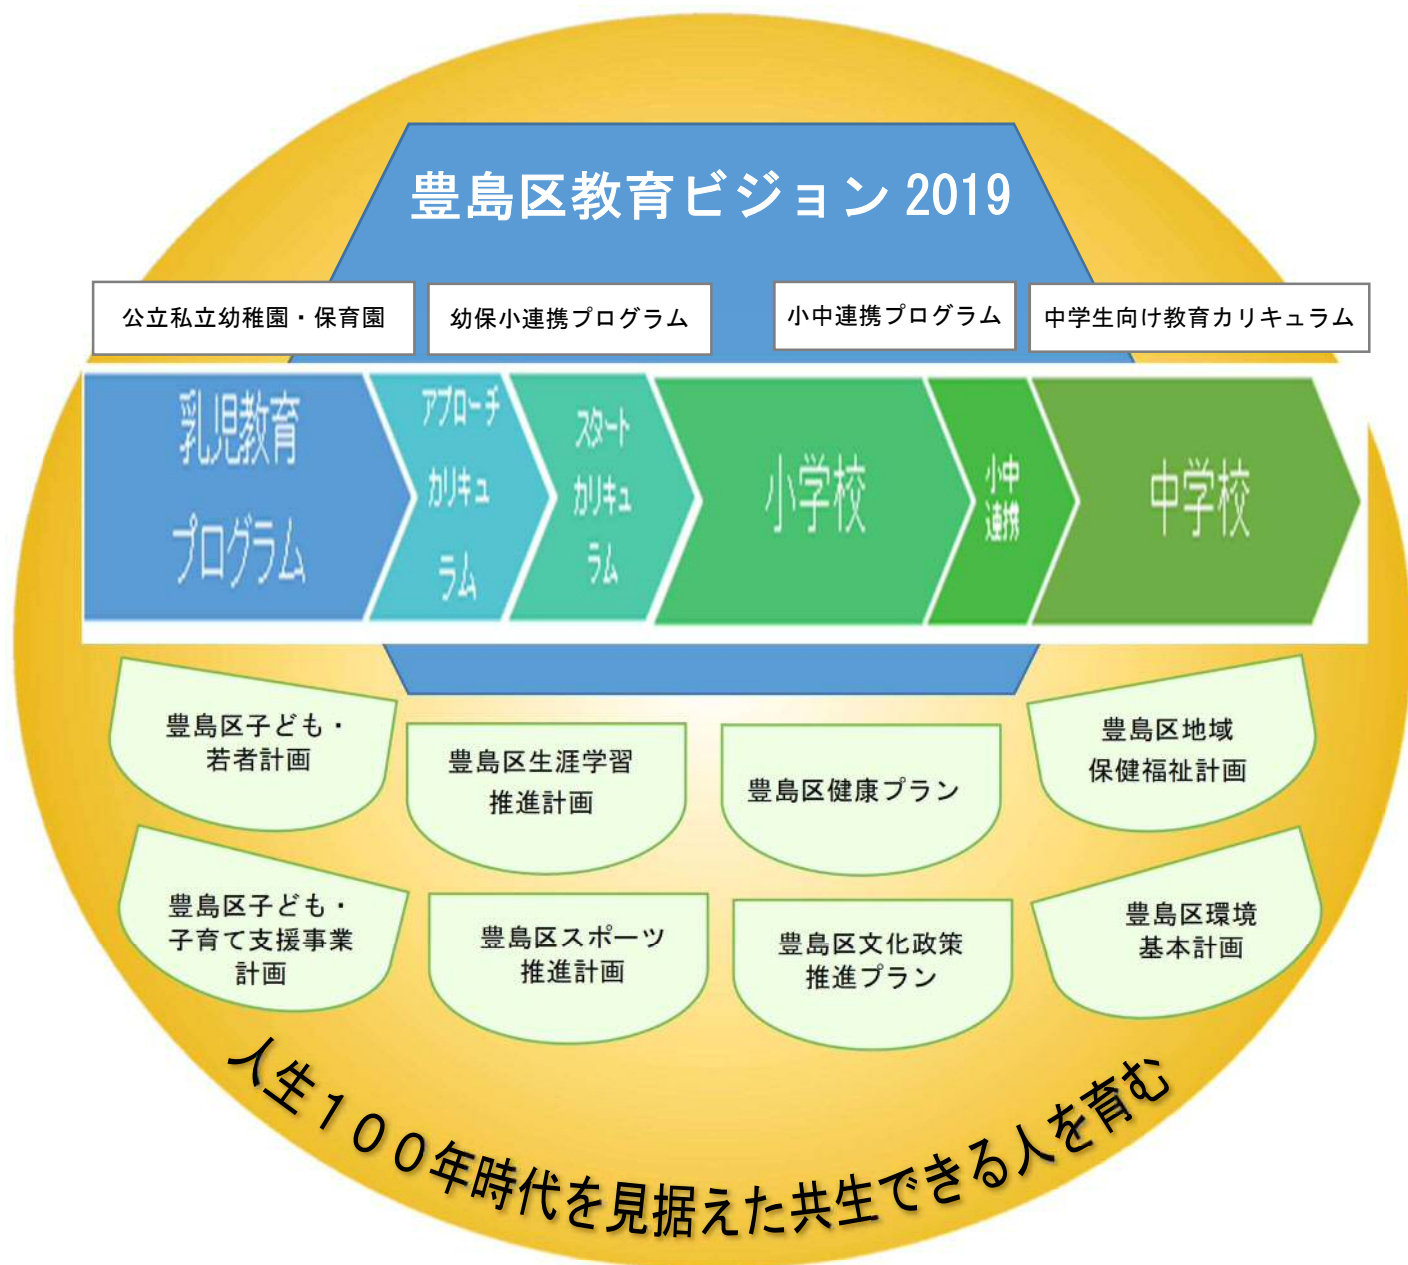 豊島区教育ビジョン 2019
公立私立幼稚園・保育園
幼保小連携プログラム
小中連携プログラム
中学生向け教育カリキュラム
乳児教育
プログラム
アプローチ
カリキュ
ラム
スタート
カリキュ
ラム
小学校
小中
連携
中学校
豊島区子ども・
若者計画
豊島区生涯学習
推進計画
豊島区健康プラン
豊島区地域
保健福祉計画
豊島区子ども・
子育て支援事業
計画
豊島区スポーツ
推進計画
豊島区文化政策
推進プラン
豊島区環境
基本計画
人生１００年時代を見据えた共生できる人を育む